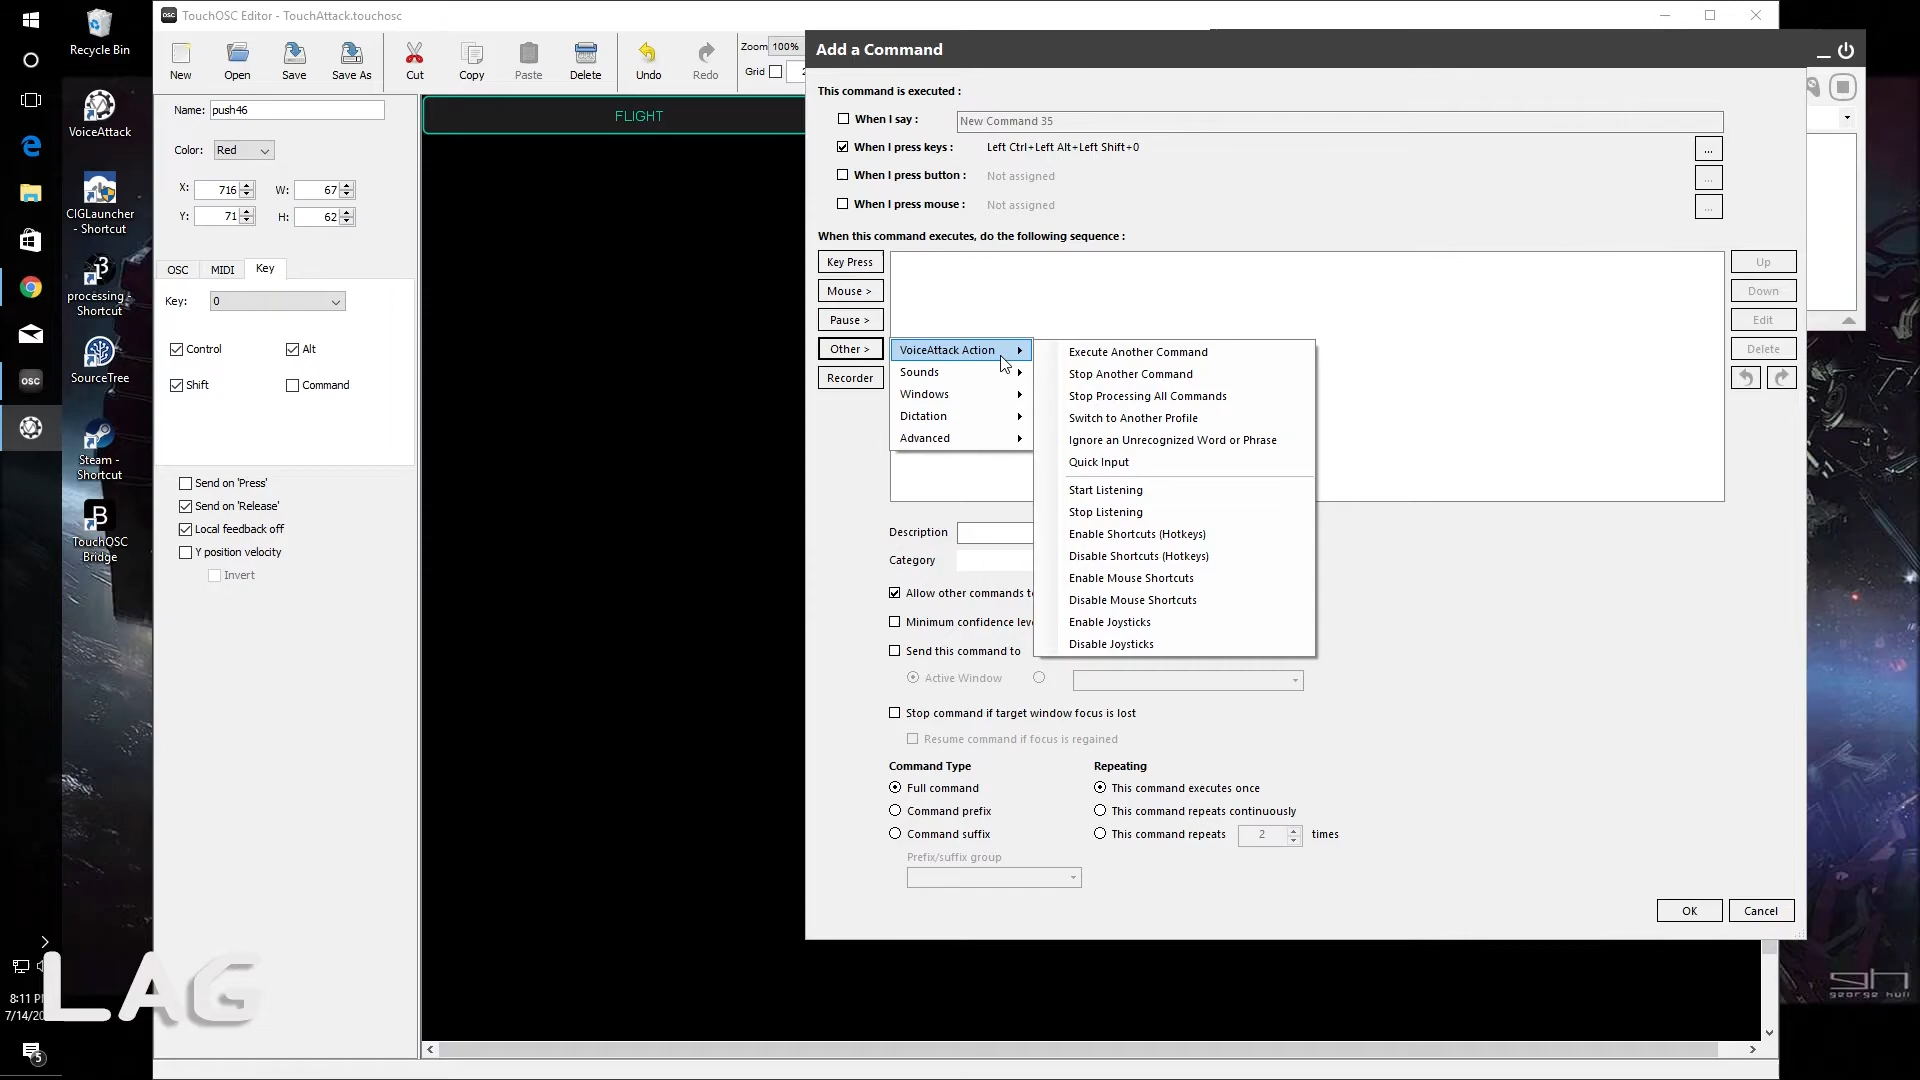 Recycle Bin
VoiceAttack
CIGLauncher
- Shortcut
processing -
Shortcut
SourceTree
Steam -
Shortcut
TouchOSC
Bridge
5
LAG
OSC TouchOSC Editor - TouchAttack.touchosc
New
Open
Save
Save As
Cut
Copy
Paste
Delete
Undo
Redo
Zoom 100%
Grid
Name: push46
Color: Red
X: 716 W: 67
Y: 71 H: 62
OSC MIDI Key
Key: 0
Control Alt
Shift Command
Send on 'Press'
Send on 'Release'
Local feedback off
Y position velocity
Invert
FLIGHT
Add a Command
This command is executed :
When I say : New Command 35
When I press keys : Left Ctrl+Left Alt+Left Shift+0 ...
When I press button : Not assigned ...
When I press mouse : Not assigned ...
When this command executes, do the following sequence :
Key Press
Mouse >
Pause >
Other >
Recorder
Up
Down
Edit
Delete
VoiceAttack Action
Sounds
Windows
Dictation
Advanced
Execute Another Command
Stop Another Command
Stop Processing All Commands
Switch to Another Profile
Ignore an Unrecognized Word or Phrase
Quick Input
Start Listening
Stop Listening
Enable Shortcuts (Hotkeys)
Disable Shortcuts (Hotkeys)
Enable Mouse Shortcuts
Disable Mouse Shortcuts
Enable Joysticks
Disable Joysticks
Description
Category
Allow other commands
Minimum confidence
Send this command to
Active Window
Stop command if target window focus is lost
Resume command if focus is regained
Command Type
Full command
Command prefix
Command suffix
Prefix/suffix group
Repeating
This command executes once
This command repeats continuously
This command repeats 2 times
OK
Cancel
george hull